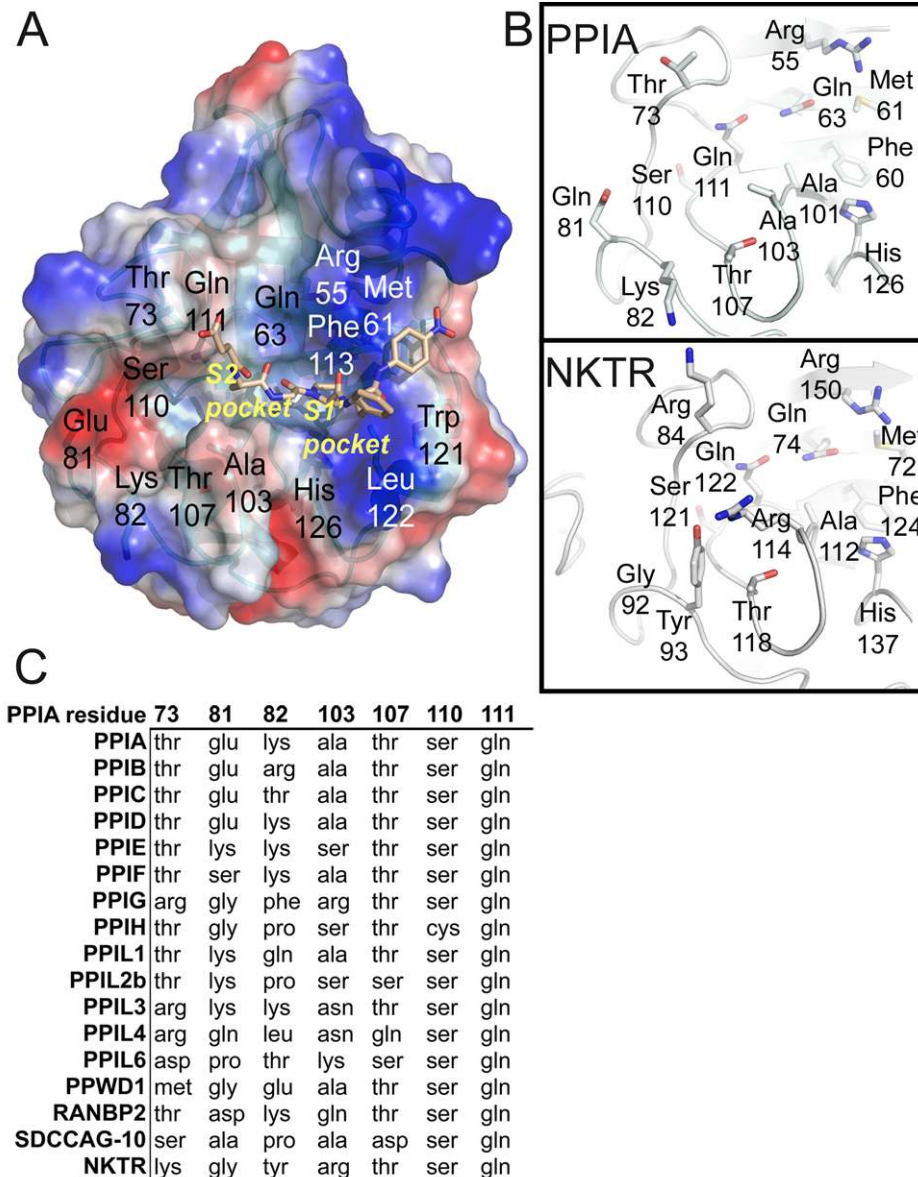 A
Thr
73
Gln
111
Gln
63
Arg
55
Met
61
Phe
113
S2
pocket
S1
pocket
Ser
110
Glu
81
Lys
82
Thr
107
Ala
103
His
126
Leu
122
Trp
121
B
PPIA
Arg
55
Thr
73
Gln
63
Met
61
Gln
81
Ser
110
Gln
111
Phe
60
Ala
101
Ala
103
Lys
82
Thr
107
His
126
NKTR
Arg
84
Arg
150
Gln
74
Gln
122
Met
72
Ser
121
Arg
114
Ala
112
Phe
124
Gly
92
Tyr
93
Thr
118
His
137
C
PPIA residue 73 81 82 103 107 110 111
PPIA thr glu lys ala thr ser gln
PPIB thr glu arg ala thr ser gln
PPIC thr glu thr ala thr ser gln
PPID thr glu lys ala thr ser gln
PPIE thr lys lys ser thr ser gln
PPIF thr ser lys ala thr ser gln
PPIG arg gly phe arg thr ser gln
PPIH thr gly pro ser thr cys gln
PPIL1 thr lys gln ala thr ser gln
PPIL2b thr lys pro ser ser ser gln
PPIL3 arg lys lys asn thr ser gln
PPIL4 arg gln leu asn gln ser gln
PPIL6 asp pro thr lys ser ser gln
PPWD1 met gly glu ala thr ser gln
RANBP2 thr asp lys gln thr ser gln
SDCCAG-10 ser ala pro ala asp ser gln
NKTR lys gly tyr arg thr ser gln